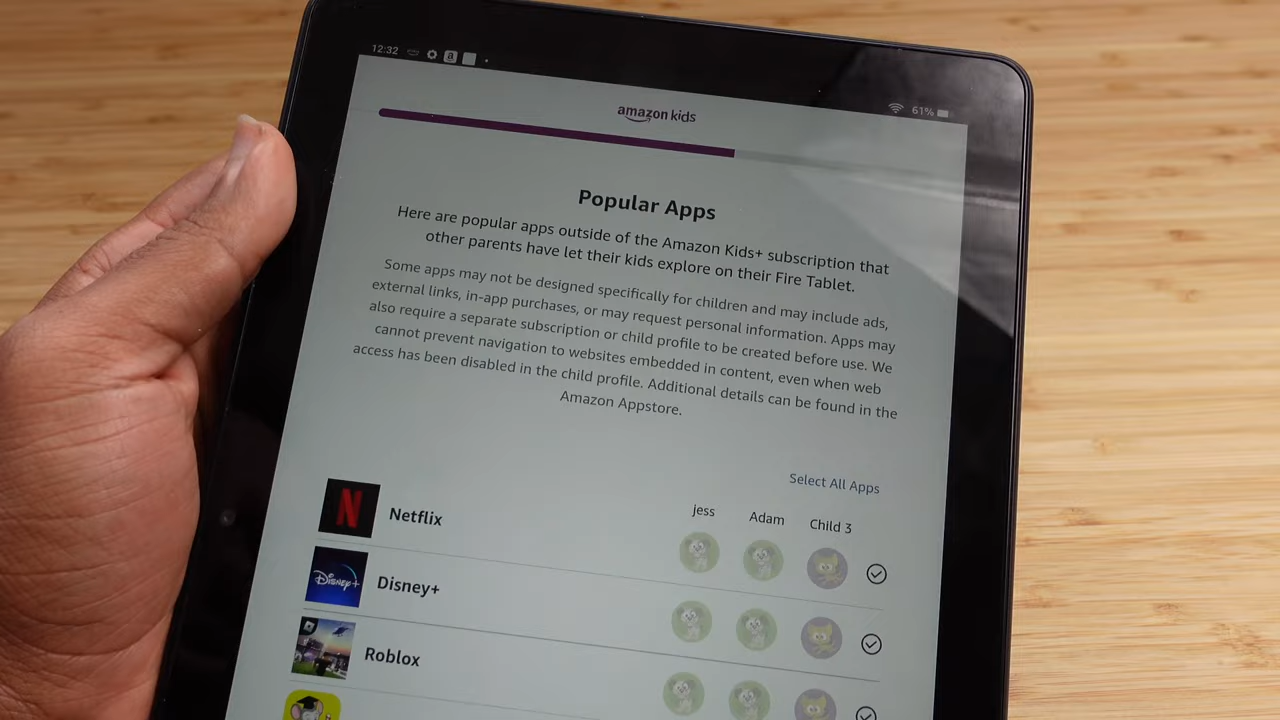 12:32
61%
amazon kids
Popular Apps
Here are popular apps outside of the Amazon Kids+ subscription that
other parents have let their kids explore on their Fire Tablet.
Some apps may not be designed specifically for children and may include ads,
external links, in-app purchases, or may request personal information. Apps may
also require a separate subscription or child profile to be created before use. We
cannot prevent navigation to websites embedded in content, even when web
access has been disabled in the child profile. Additional details can be found in the
Amazon Appstore.
Select All Apps
jess Adam Child 3
N Netflix
Disney+ Disney+
Roblox